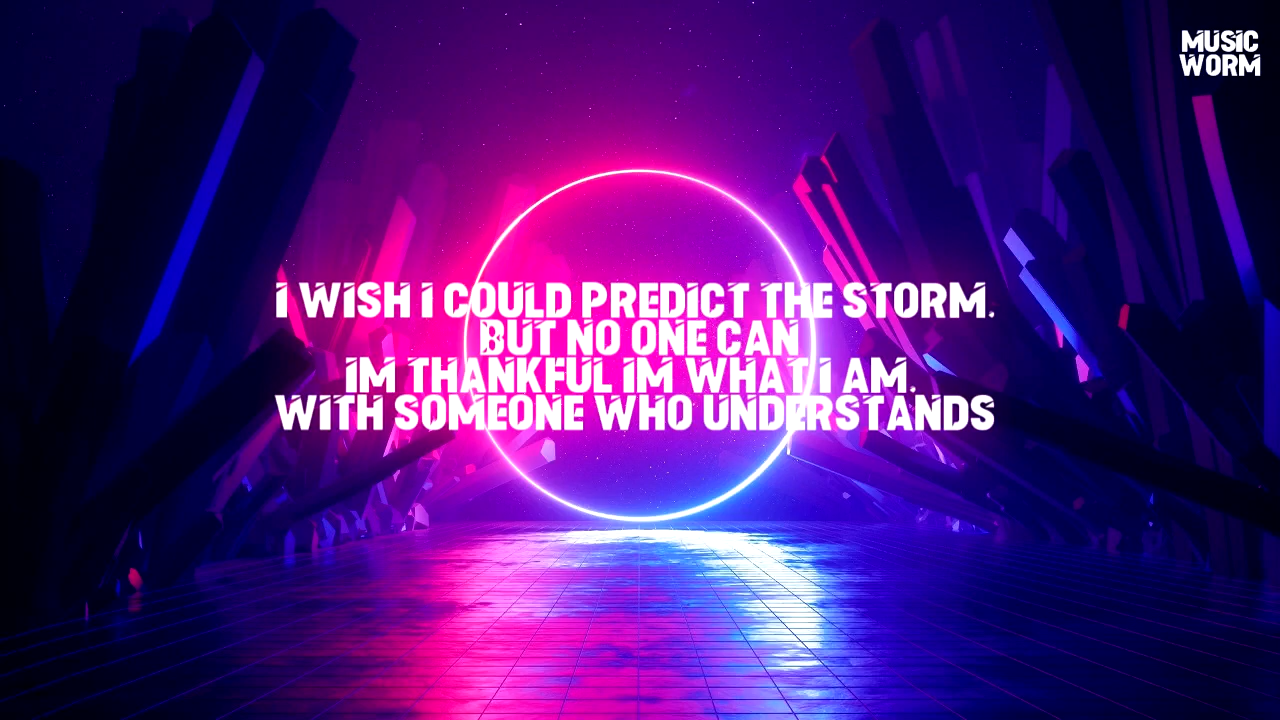 MUSIC
WORM
I WISH I COULD PREDICT THE STORM.
BUT NO ONE CAN
IM THANKFUL IM WHAT I AM.
WITH SOMEONE WHO UNDERSTANDS